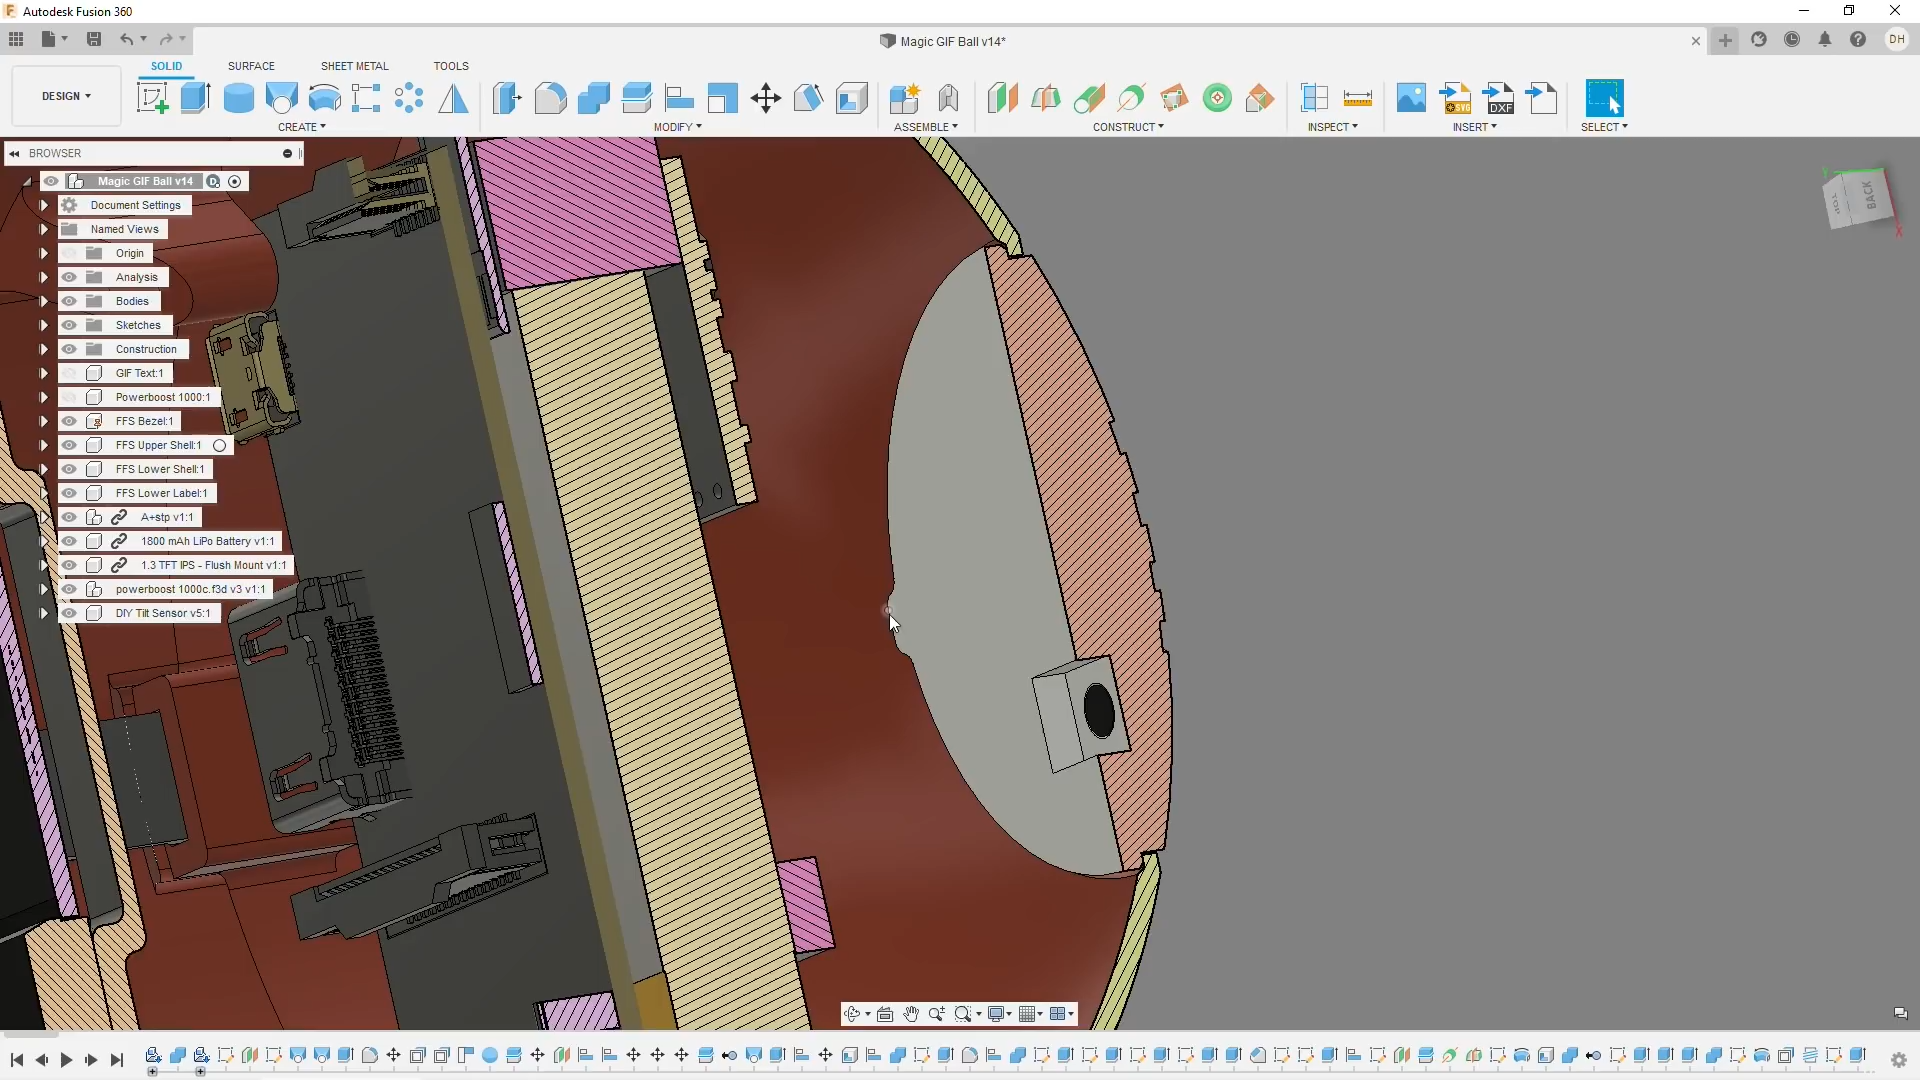 Autodesk Fusion 360
Magic GIF Ball v14*
DH
DESIGN
SOLID
SURFACE
SHEET METAL
TOOLS
CREATE
MODIFY
ASSEMBLE
CONSTRUCT
INSPECT
INSERT
SELECT
SVG
DXF
BROWSER
Magic GIF Ball v14
Document Settings
Named Views
Origin
Analysis
Bodies
Sketches
Construction
GIF Text:1
Powerboost 1000:1
FFS Bezel:1
FFS Upper Shell:1
FFS Lower Shell:1
FFS Lower Label:1
A+stp v1:1
1800 mAh LiPo Battery v1:1
1.3 TFT IPS - Flush Mount v1:1
powerboost 1000c.f3d v3 v1:1
DIY Tilt Sensor v5:1
Y
TOP
BACK
X